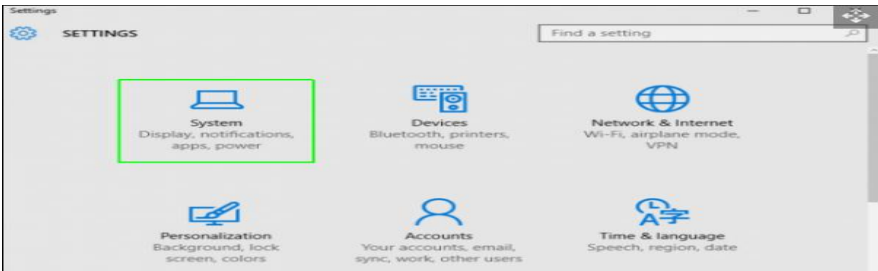 Settings
SETTINGS
Find a setting
System
Display, notifications,
apps, power
Devices
Bluetooth, printers,
mouse
Network & Internet
Wi-Fi, airplane mode,
VPN
Personalization
Background, lock
screen, colors
Accounts
Your accounts, email,
sync, work, other users
A字
Time & language
Speech, region, date